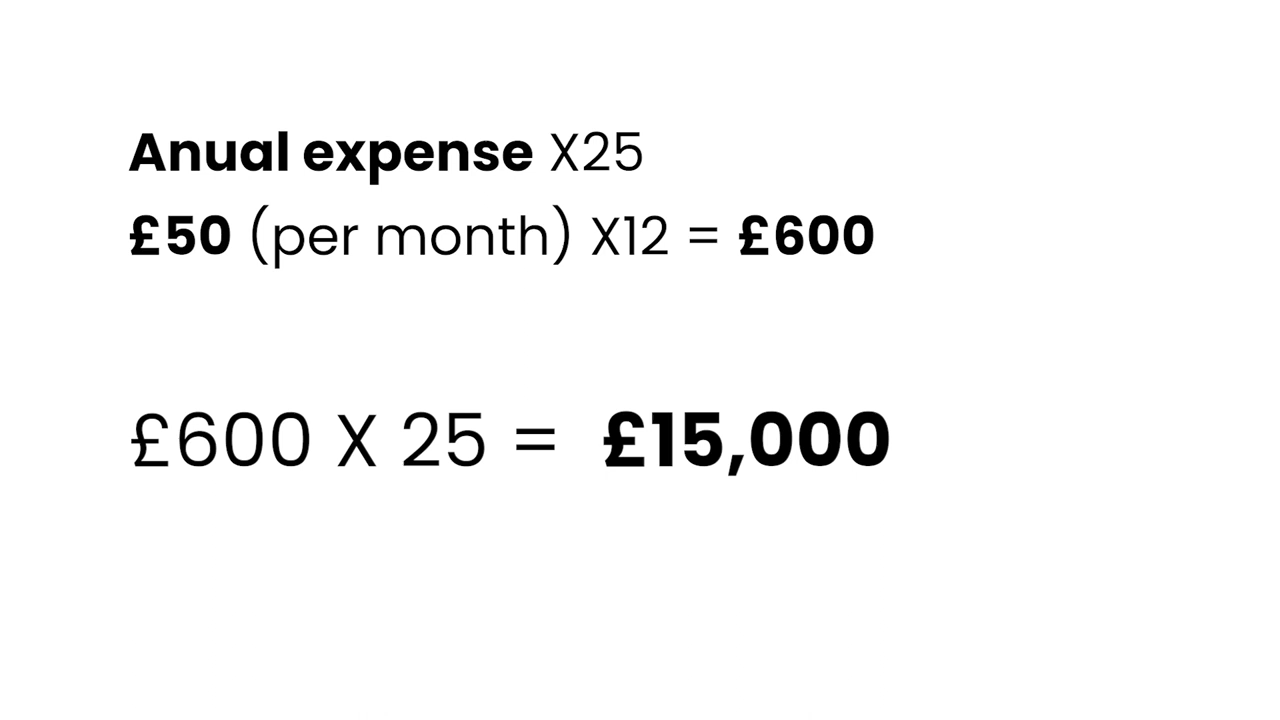 Anual expense X25
£50 (per month) X12 = £600
£600 X 25 = £15,000